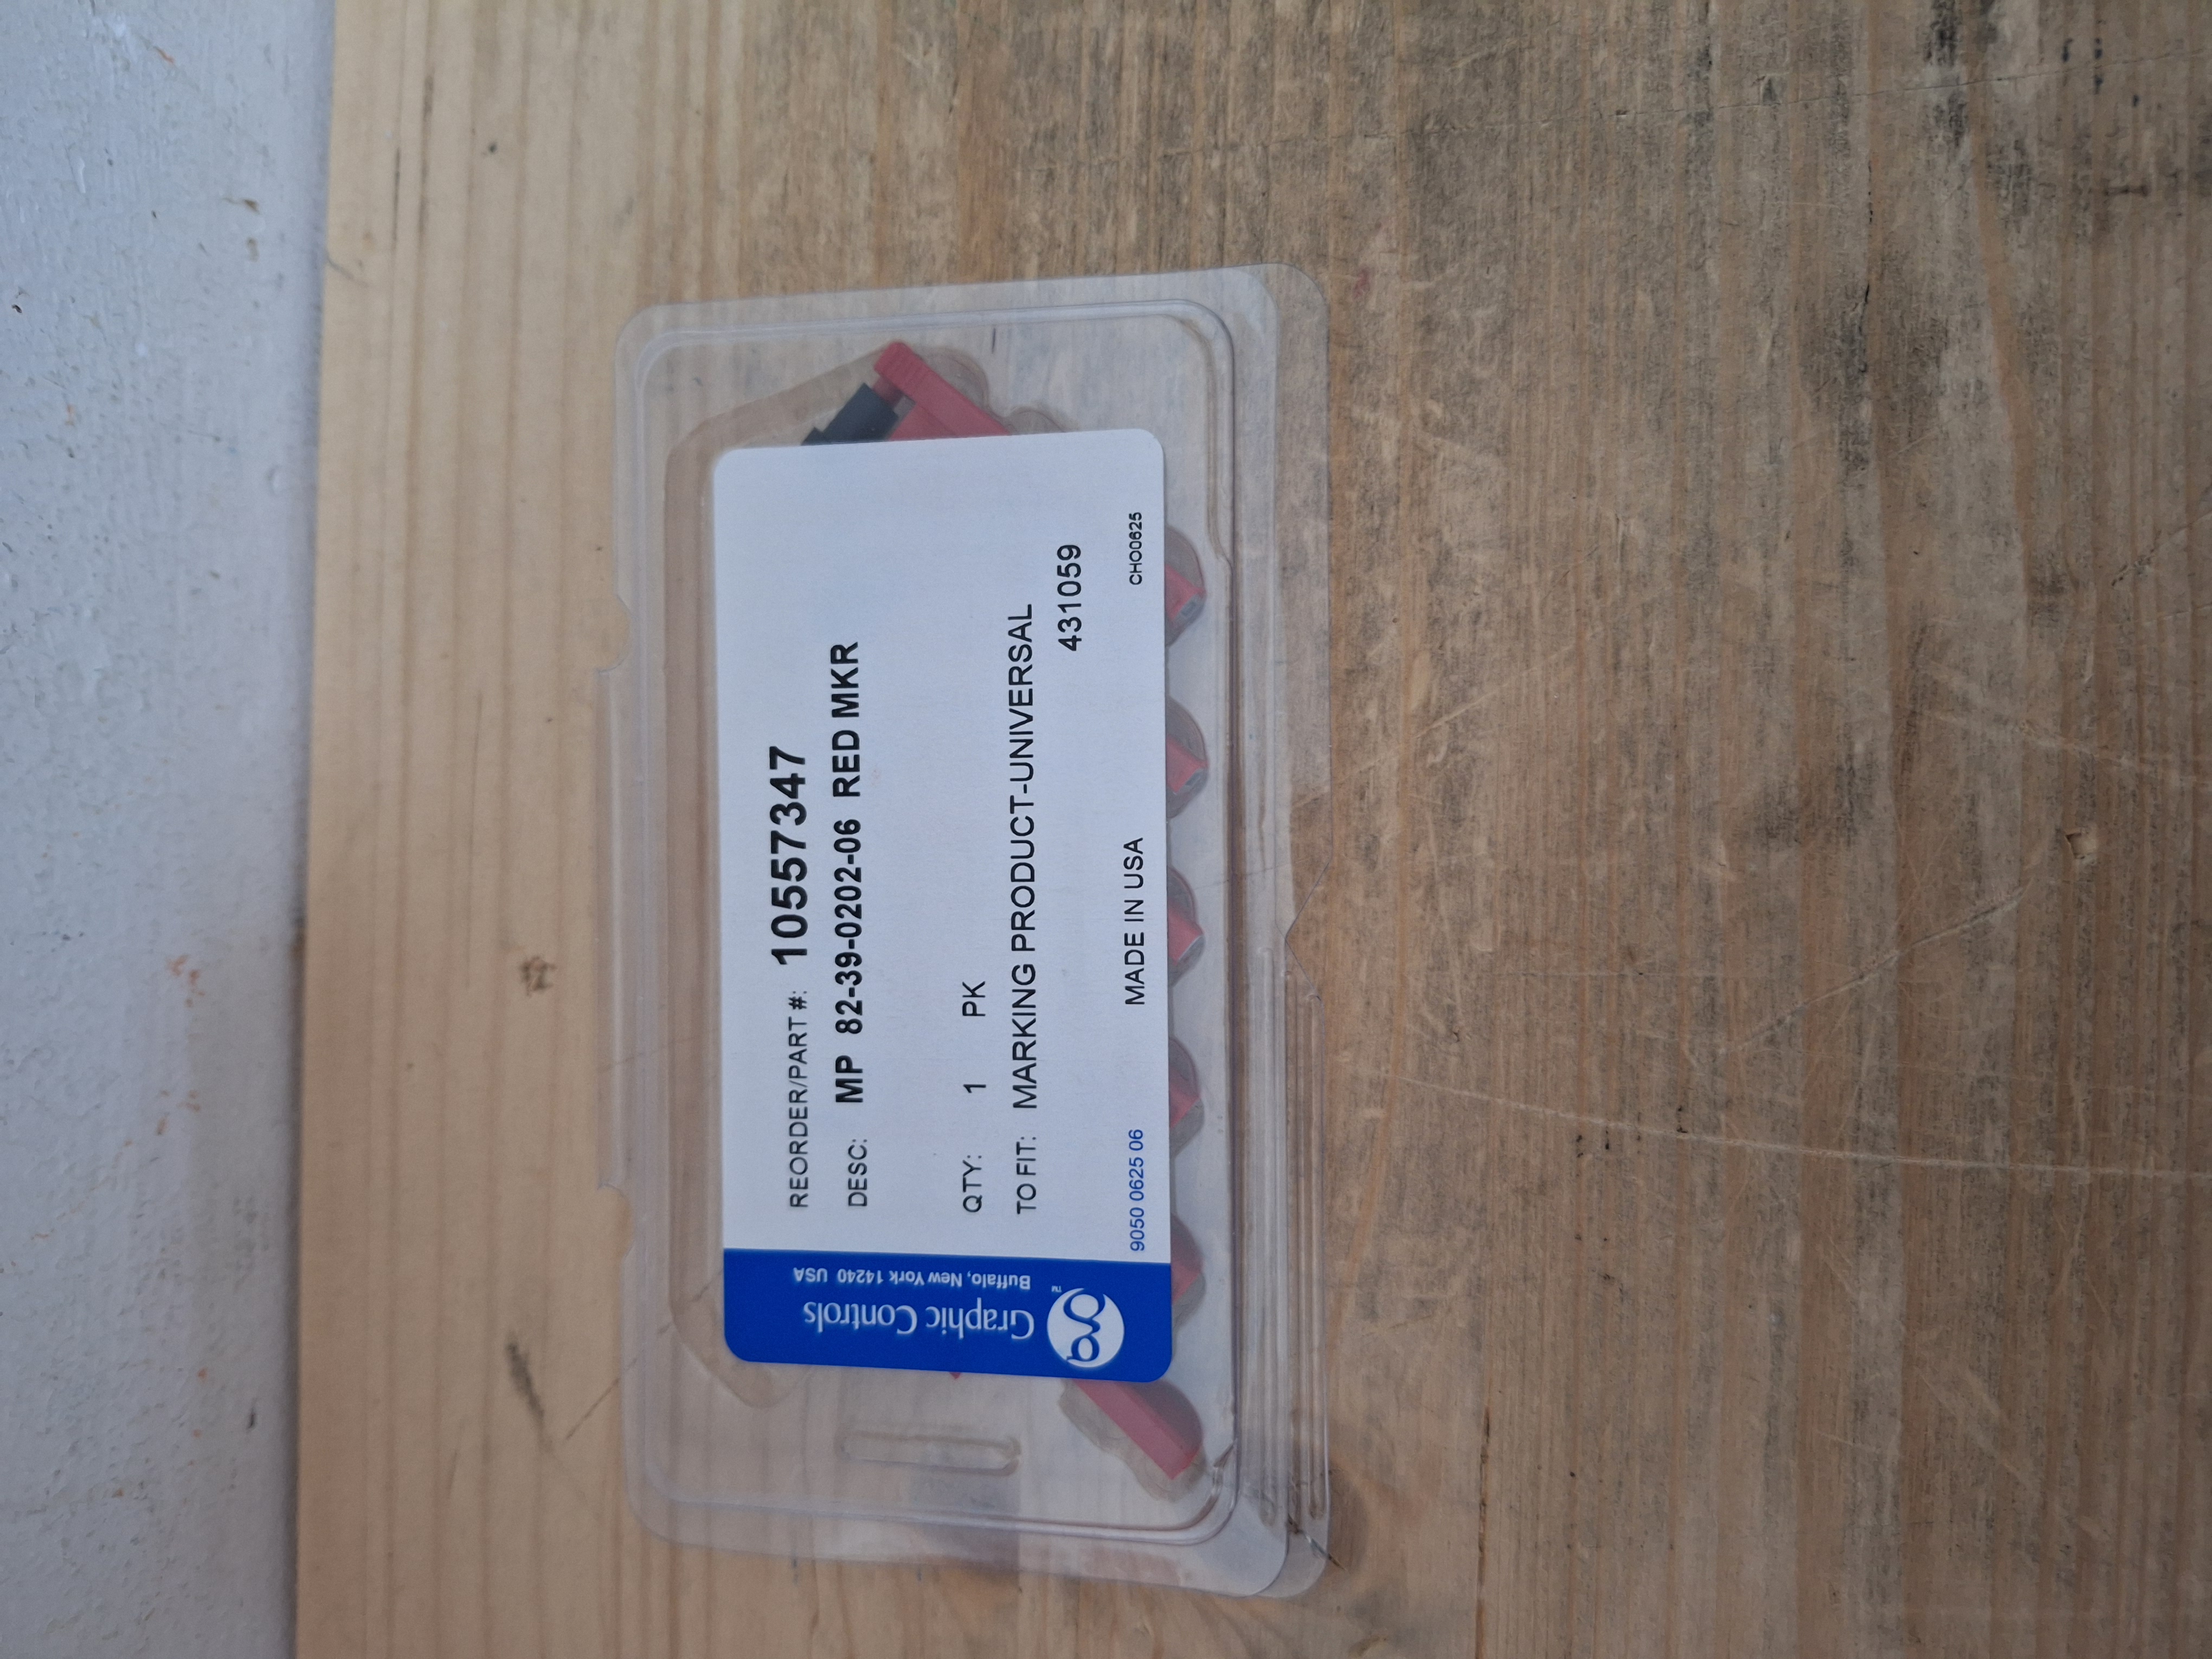 Graphic Controls
Buffalo, New York 14240 USA
REORDER/PART #: 10557347
DESC: MP 82-39-0202-06 RED MKR
QTY: 1 PK
TO FIT: MARKING PRODUCT-UNIVERSAL
431059
9050 0625 06 MADE IN USA CHO0625